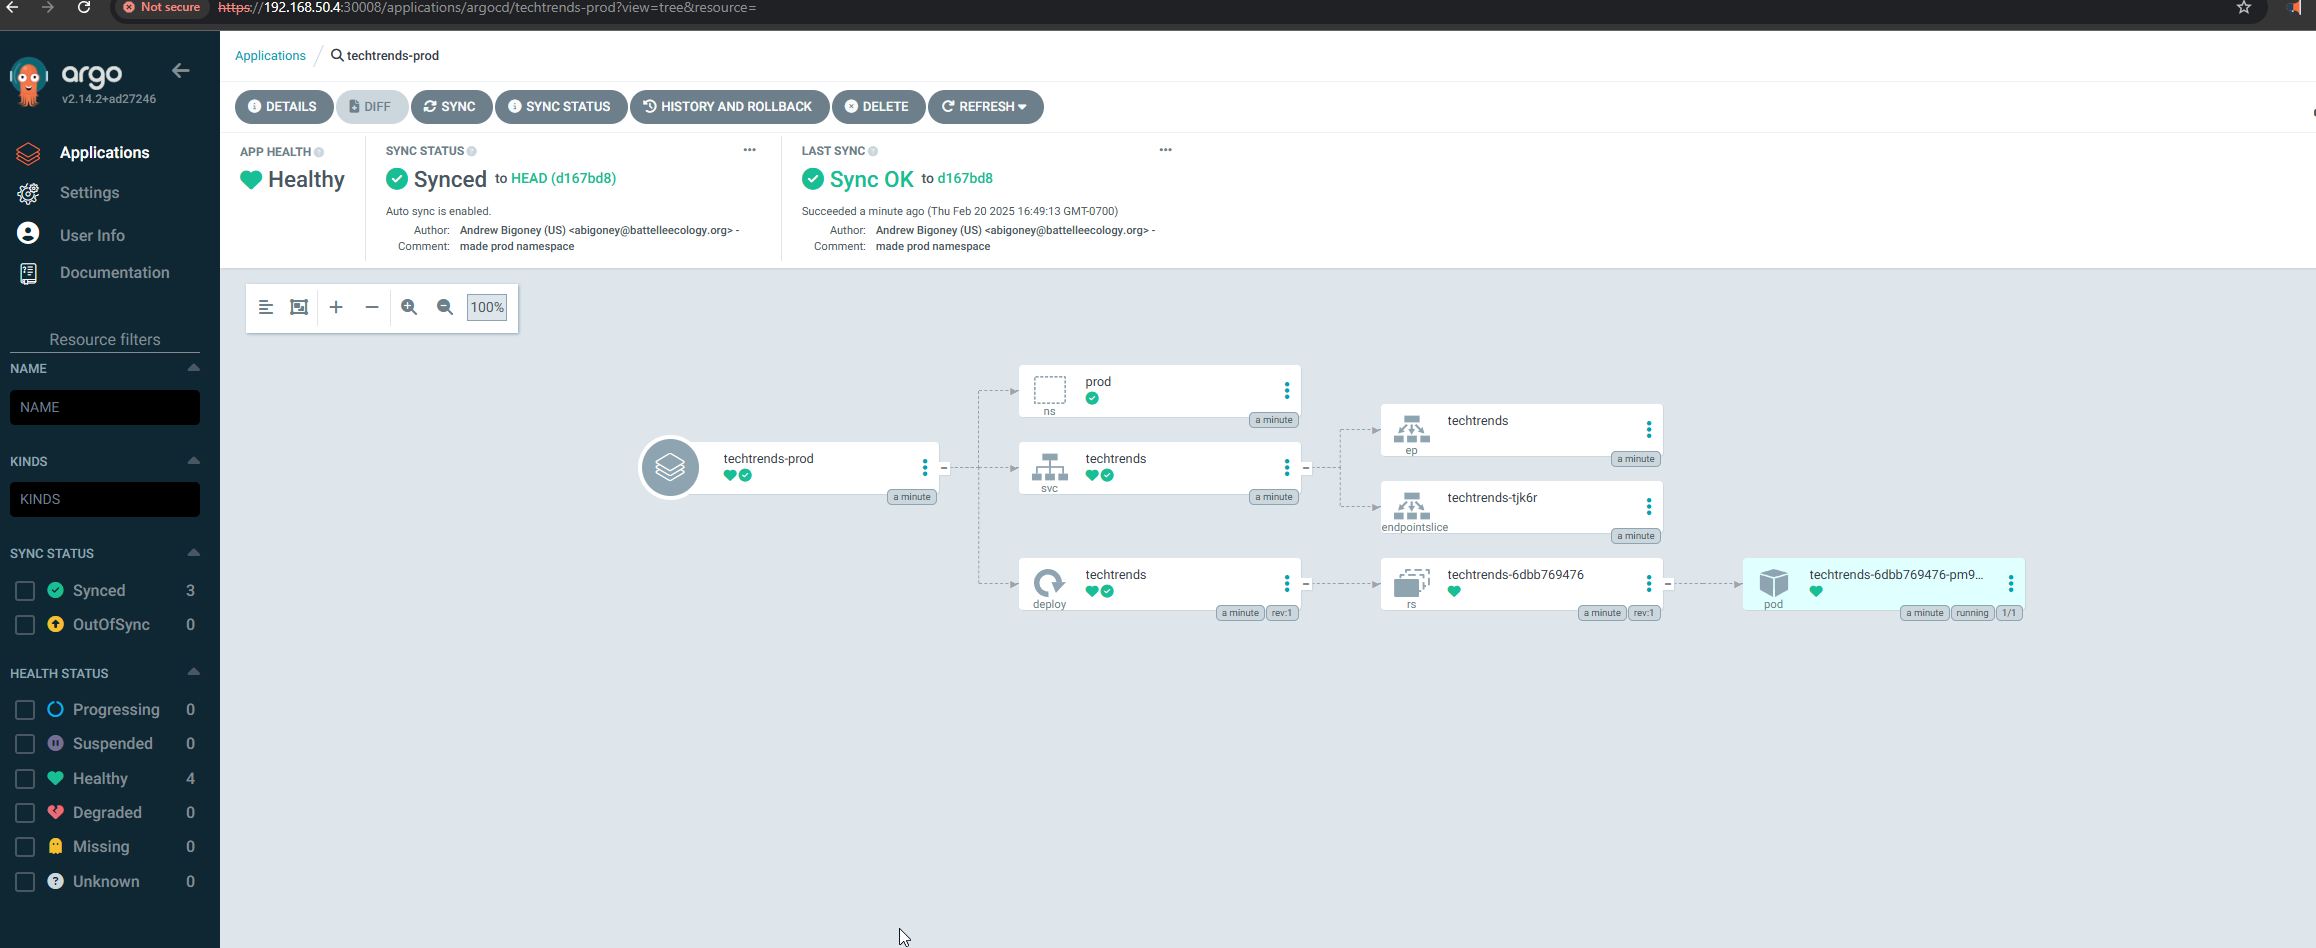 Not secure https://192.168.50.4:30008/applications/argocd/techtrends-prod?view=tree&resource=
argo
v2.14.2+ad27246
Applications
Settings
User Info
Documentation
Resource filters
NAME
NAME
KINDS
KINDS
SYNC STATUS
Synced 3
OutOfSync 0
HEALTH STATUS
Progressing 0
Suspended 0
Healthy 4
Degraded 0
Missing 0
Unknown 0
Applications / techtrends-prod
DETAILS DIFF SYNC SYNC STATUS HISTORY AND ROLLBACK DELETE REFRESH
APP HEALTH
Healthy
SYNC STATUS
Synced to HEAD (d167bd8)
Auto sync is enabled.
Author: Andrew Bigoney (US) <abigoney@battelleecology.org> -
Comment: made prod namespace
LAST SYNC
Sync OK to d167bd8
Succeeded a minute ago (Thu Feb 20 2025 16:49:13 GMT-0700)
Author: Andrew Bigoney (US) <abigoney@battelleecology.org> -
Comment: made prod namespace
100%
techtrends-prod
a minute
prod
ns
a minute
techtrends
svc
a minute
techtrends
deploy
a minute rev:1
techtrends
ep
a minute
techtrends-tjk6r
endpointslice
a minute
techtrends-6dbb769476
rs
a minute rev:1
techtrends-6dbb769476-pm9...
pod
a minute running 1/1